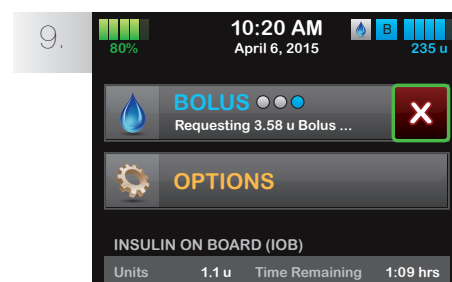 9.
10:20 AM
80%
April 6, 2015
B
235 u
BOLUS
Requesting 3.58 u Bolus ...
X
OPTIONS
INSULIN ON BOARD (IOB)
Units 1.1 u Time Remaining 1:09 hrs